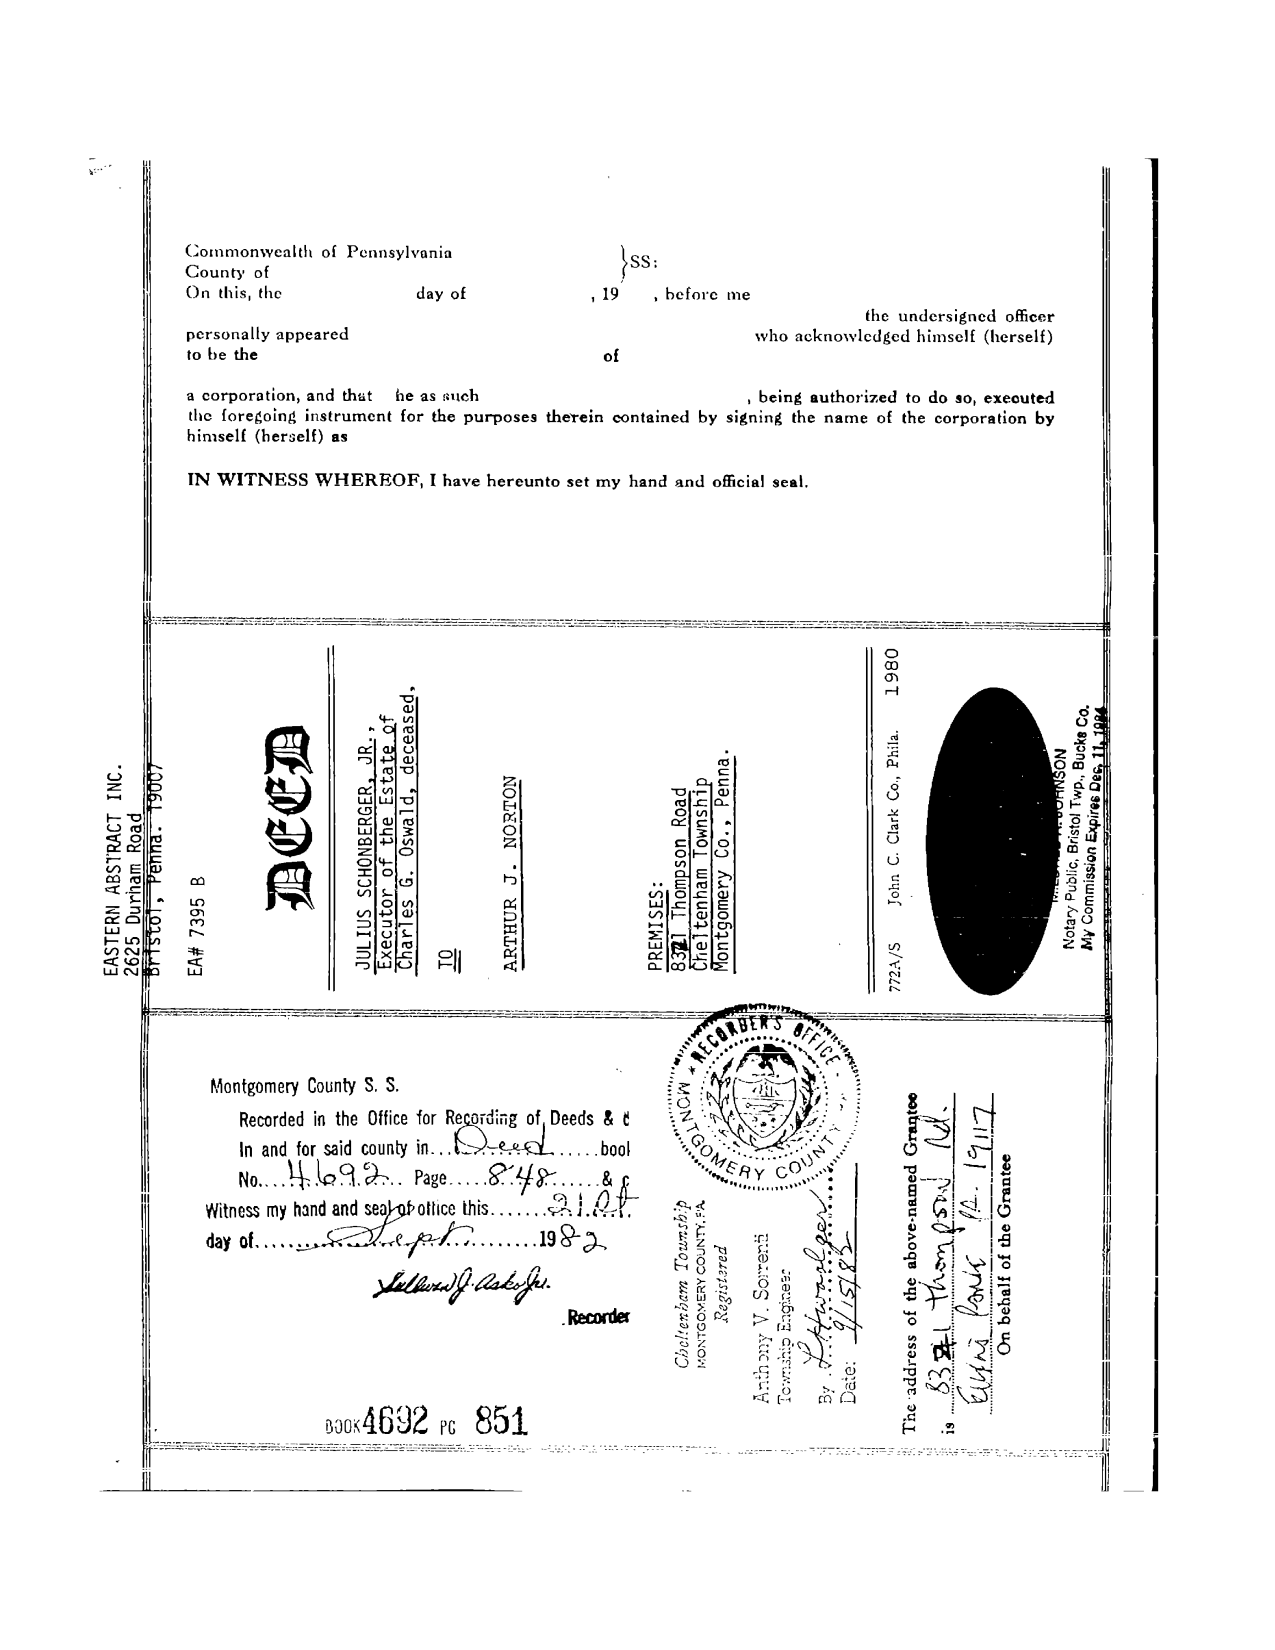 Commonwealth of Pennsylvania
County of
}SS:
On this, the day of , 19 , before me
the undersigned officer
personally appeared who acknowledged himself (herself)
to be the of
a corporation, and that he as such , being authorized to do so, executed
the foregoing instrument for the purposes therein contained by signing the name of the corporation by
himself (herself) as
IN WITNESS WHEREOF, I have hereunto set my hand and official seal.
EASTERN ABSTRACT INC.
2625 Durham Road
Bristol, Penna. 19007
EA# 7395 B
DEED
JULIUS SCHONBERGER, JR.,
Executor of the Estate of
Charles G. Oswald, deceased,
TO
ARTHUR J. NORTON
PREMISES:
8321 Thompson Road
Cheltenham Township
Montgomery Co., Penna.
772A/S John C. Clark Co., Phila. 1980
JOHNSON
Notary Public, Bristol Twp., Bucks Co.
My Commission Expires Dec. 11, 1984
Montgomery County S. S.
Recorded in the Office for Recording of Deeds &
In and for said county in...Deed......bool
No....4692... Page.....848......&
Witness my hand and seal of office this.......21st.
day of......Sept..........1982
Recorder
BOOK 4692 PG 851
RECORDER'S OFFICE
MONTGOMERY COUNTY
Cheltenham Township
MONTGOMERY COUNTY, PA
Registered
Anthony V. Sorrenti
Township Engineer
By
Date: 9/15/82
The address of the above-named Grantee
is 8321 Thompson Rd.
Elkins Park Pa. 19117
On behalf of the Grantee